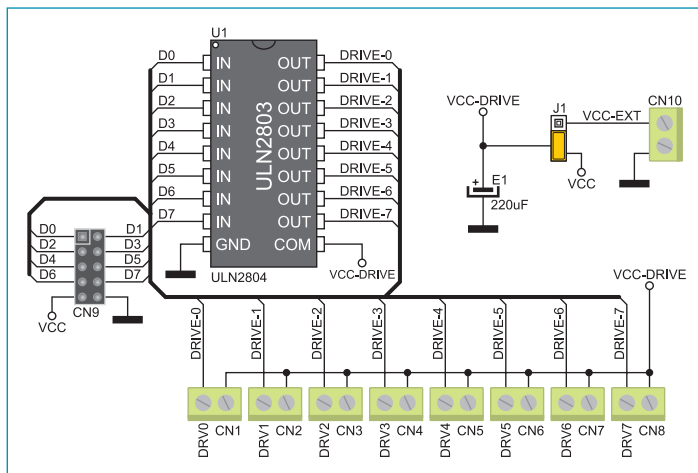 U1
D0 IN OUT DRIVE-0
D1 IN OUT DRIVE-1
D2 IN OUT DRIVE-2
D3 IN OUT DRIVE-3
D4 IN OUT DRIVE-4
D5 IN OUT DRIVE-5
D6 IN OUT DRIVE-6
D7 IN OUT DRIVE-7
GND COM
ULN2803
ULN2804
VCC-DRIVE
VCC-DRIVE
J1
VCC-EXT
CN10
VCC
+
E1
220uF
D0 D1
D2 D3
D4 D5
D6 D7
VCC
CN9
VCC-DRIVE
DRIVE-0
DRIVE-1
DRIVE-2
DRIVE-3
DRIVE-4
DRIVE-5
DRIVE-6
DRIVE-7
DRV0 CN1
DRV1 CN2
DRV2 CN3
DRV3 CN4
DRV4 CN5
DRV5 CN6
DRV6 CN7
DRV7 CN8